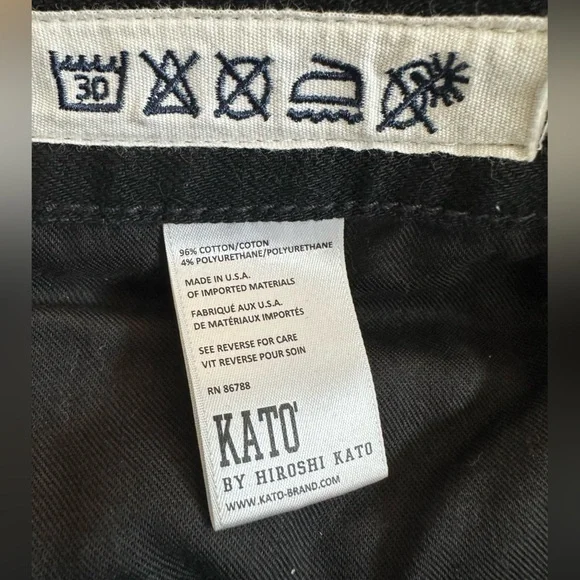 30
96% COTTON/COTON
4% POLYURETHANE/POLYURETHANE
MADE IN U.S.A.
OF IMPORTED MATERIALS
FABRIQUÉ AUX U.S.A.
DE MATÉRIAUX IMPORTÉS
SEE REVERSE FOR CARE
VIT REVERSE POUR SOIN
RN 86788
KATO'
BY HIROSHI KATO
WWW.KATO-BRAND.COM